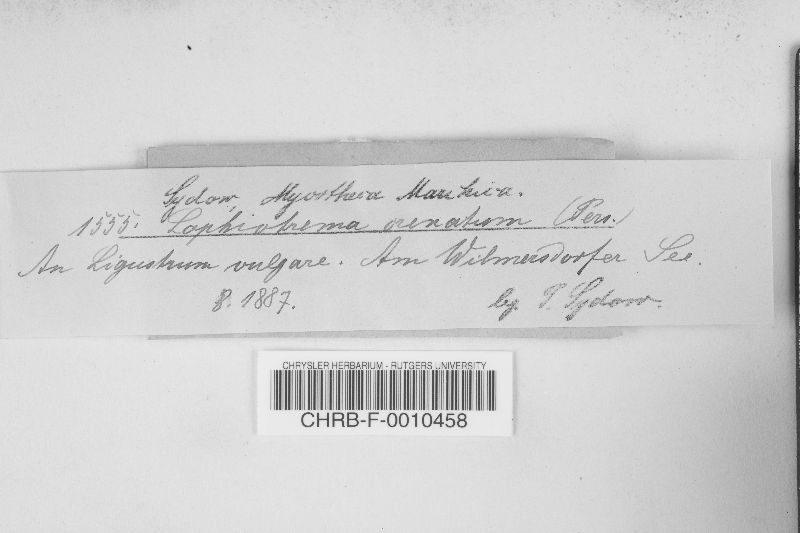 Sydow, Mycotheca Marchica.
1555. Lophiotrema crenatum (Pers.)
An Ligustrum vulgare. Am Wilmersdorfer See.
8. 1887. leg. P. Sydow.
CHRYSLER HERBARIUM - RUTGERS UNIVERSITY
CHRB-F-0010458